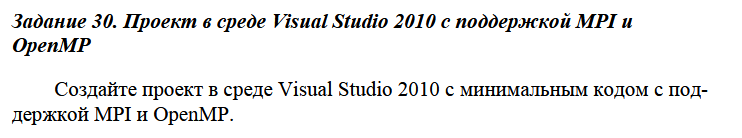 Задание 30. Проект в среде Visual Studio 2010 с поддержкой MPI и
OpenMP
Создайте проект в среде Visual Studio 2010 с минимальным кодом с под-
держкой MPI и OpenMP.